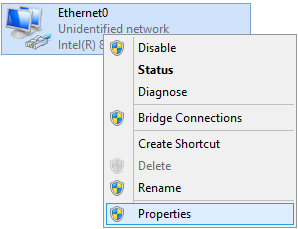 Ethernet0
Unidentified network
Intel(R) 8
Disable
Status
Diagnose
Bridge Connections
Create Shortcut
Delete
Rename
Properties